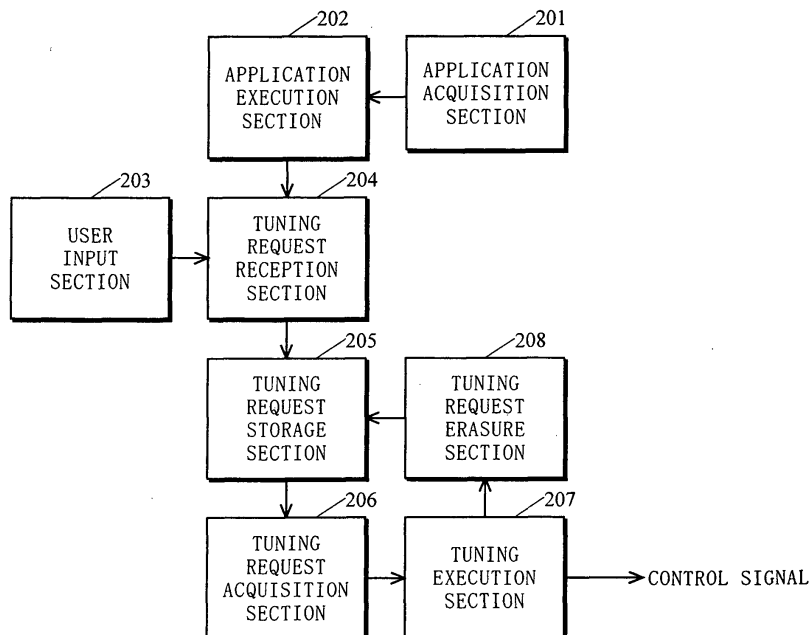 202
201
APPLICATION
EXECUTION
SECTION
APPLICATION
ACQUISITION
SECTION
203
204
USER
INPUT
SECTION
TUNING
REQUEST
RECEPTION
SECTION
205
208
TUNING
REQUEST
STORAGE
SECTION
TUNING
REQUEST
ERASURE
SECTION
206
207
TUNING
REQUEST
ACQUISITION
SECTION
TUNING
EXECUTION
SECTION
CONTROL SIGNAL